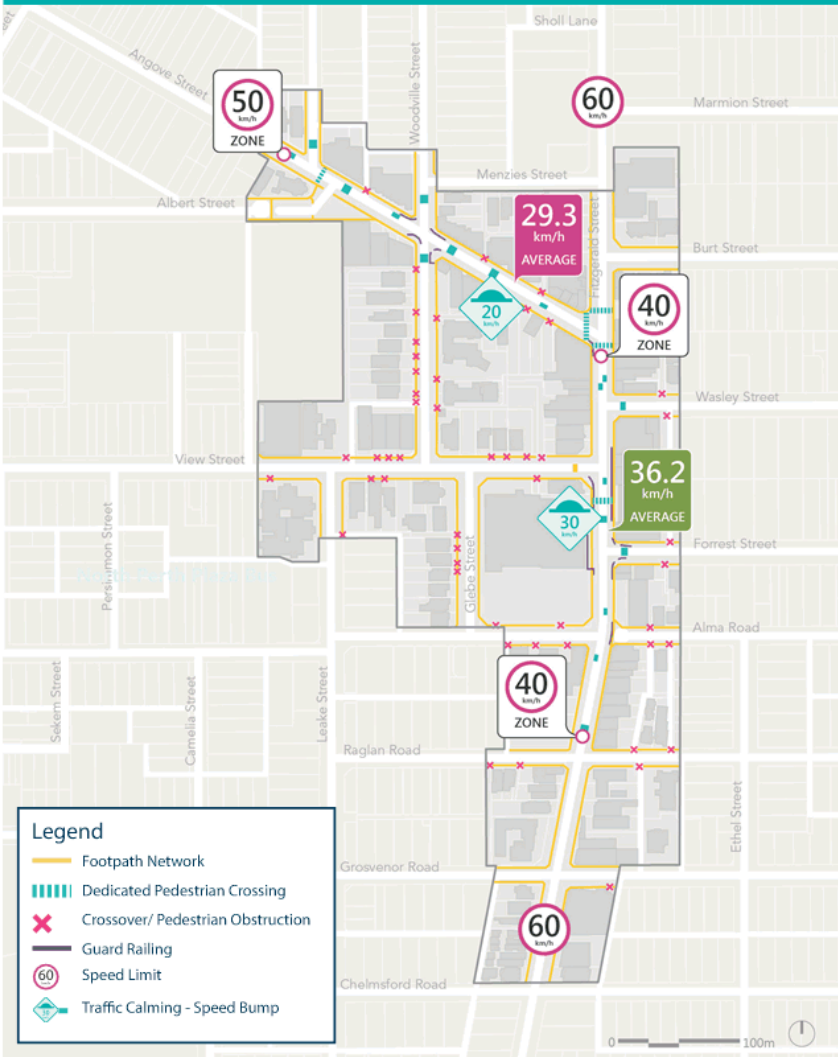 Sholl Lane
Angove Street
Woodville Street
50
km/h
ZONE
60
km/h
Marmion Street
Menzies Street
Albert Street
29.3
km/h
AVERAGE
Fitzgerald Street
Burt Street
20
km/h
40
km/h
ZONE
Wasley Street
View Street
36.2
km/h
AVERAGE
30
km/h
Persimmon Street
Glebe Street
Forrest Street
Alma Road
Sekem Street
Camelia Street
Leake Street
40
km/h
ZONE
Raglan Road
Ethel Street
Legend
Footpath Network
Dedicated Pedestrian Crossing
Crossover/ Pedestrian Obstruction
Guard Railing
60
Speed Limit
Traffic Calming - Speed Bump
Grosvenor Road
60
km/h
Chelmsford Road
0
100m